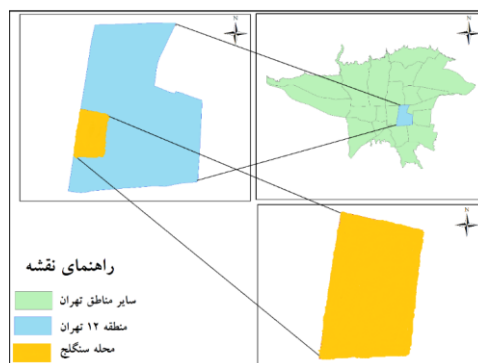 N
N
N
راهنمای نقشه
سایر مناطق تهران
منطقه ۱۲ تهران
محله سنگلج